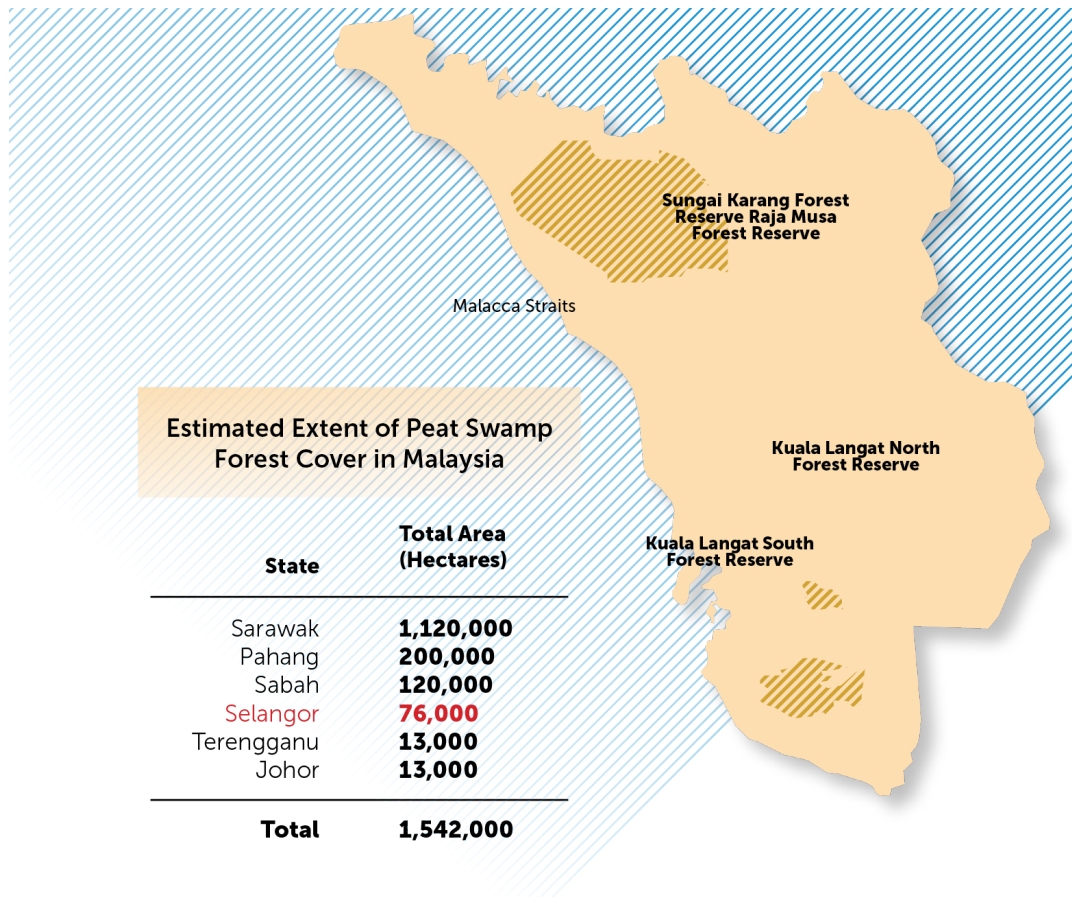 Sungai Karang Forest
Reserve Raja Musa
Forest Reserve
Malacca Straits
Estimated Extent of Peat Swamp
Forest Cover in Malaysia
Kuala Langat North
Forest Reserve
Kuala Langat South
Forest Reserve
State Total Area
(Hectares)
Sarawak 1,120,000
Pahang 200,000
Sabah 120,000
Selangor 76,000
Terengganu 13,000
Johor 13,000
Total 1,542,000